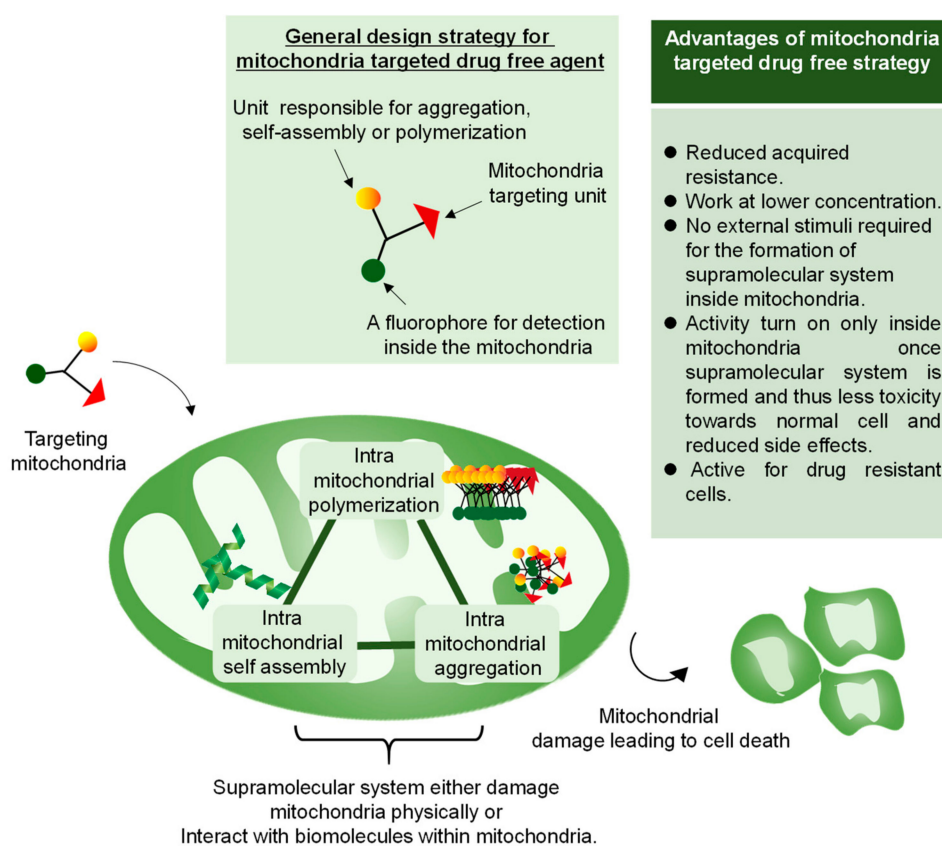 General design strategy for
mitochondria targeted drug free agent
Unit responsible for aggregation,
self-assembly or polymerization
Mitochondria
targeting unit
A fluorophore for detection
inside the mitochondria
Advantages of mitochondria
targeted drug free strategy
● Reduced acquired
resistance.
● Work at lower concentration.
● No external stimuli required
for the formation of
supramolecular system
inside mitochondria.
● Activity turn on only inside
mitochondria once
supramolecular system is
formed and thus less toxicity
towards normal cell and
reduced side effects.
● Active for drug resistant
cells.
Targeting
mitochondria
Intra
mitochondrial
polymerization
Intra
mitochondrial
self assembly
Intra
mitochondrial
aggregation
Mitochondrial
damage leading to cell death
Supramolecular system either damage
mitochondria physically or
Interact with biomolecules within mitochondria.